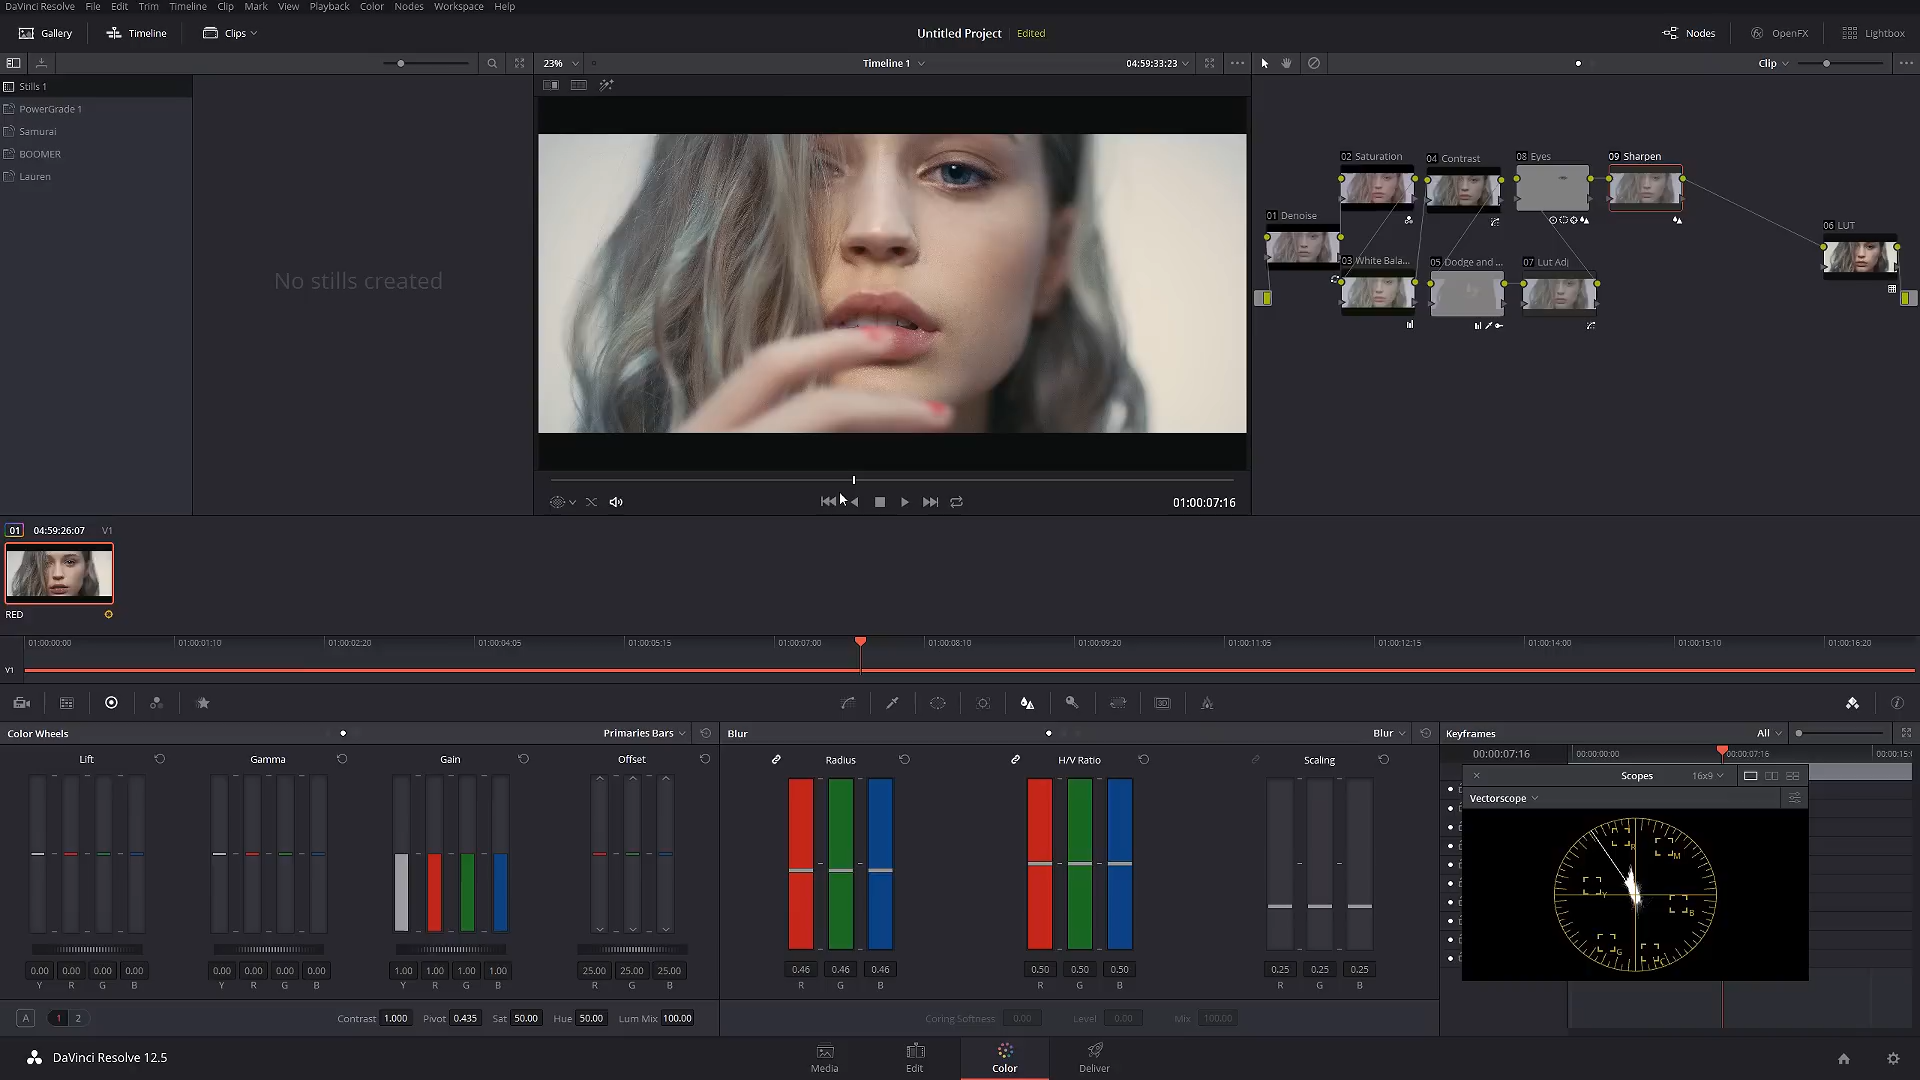 DaVinci Resolve File Edit Trim Timeline Clip Mark View Playback Color Nodes Workspace Help
Gallery Timeline Clips Untitled Project Edited Nodes OpenFX Lightbox
23% Timeline 1 04:59:33:23 Clip
Stills 1
PowerGrade 1
Samurai
BOOMER
Lauren
No stills created
02 Saturation
04 Contrast
08 Eyes
09 Sharpen
01 Denoise
06 LUT
03 White Bala...
05 Dodge and ...
07 Lut Adj
01:00:07:16
01 04:59:26:07 V1
RED
01:00:00:00 01:00:01:10 01:00:02:20 01:00:04:05 01:00:05:15 01:00:07:00 01:00:08:10 01:00:09:20 01:00:11:05 01:00:12:15 01:00:14:00 01:00:15:10 01:00:16:20
V1
Color Wheels Primaries Bars Blur Blur Keyframes All
Lift Gamma Gain Offset Radius H/V Ratio Scaling
00:00:07:16 00:00:00:00 00:00:07:16
Scopes 16x9
Vectorscope
R M Y B G C
0.00 0.00 0.00 0.00 0.00 0.00 0.00 0.00 1.00 1.00 1.00 1.00 25.00 25.00 25.00 0.46 0.46 0.46 0.50 0.50 0.50 0.25 0.25 0.25
Y R G B Y R G B Y R G B R G B R G B R G B R G B
A 1 2 Contrast 1.000 Pivot 0.435 Sat 50.00 Hue 50.00 Lum Mix 100.00 Coring Softness 0.00 Level 0.00 Mix 100.00
DaVinci Resolve 12.5 Media Edit Color Deliver